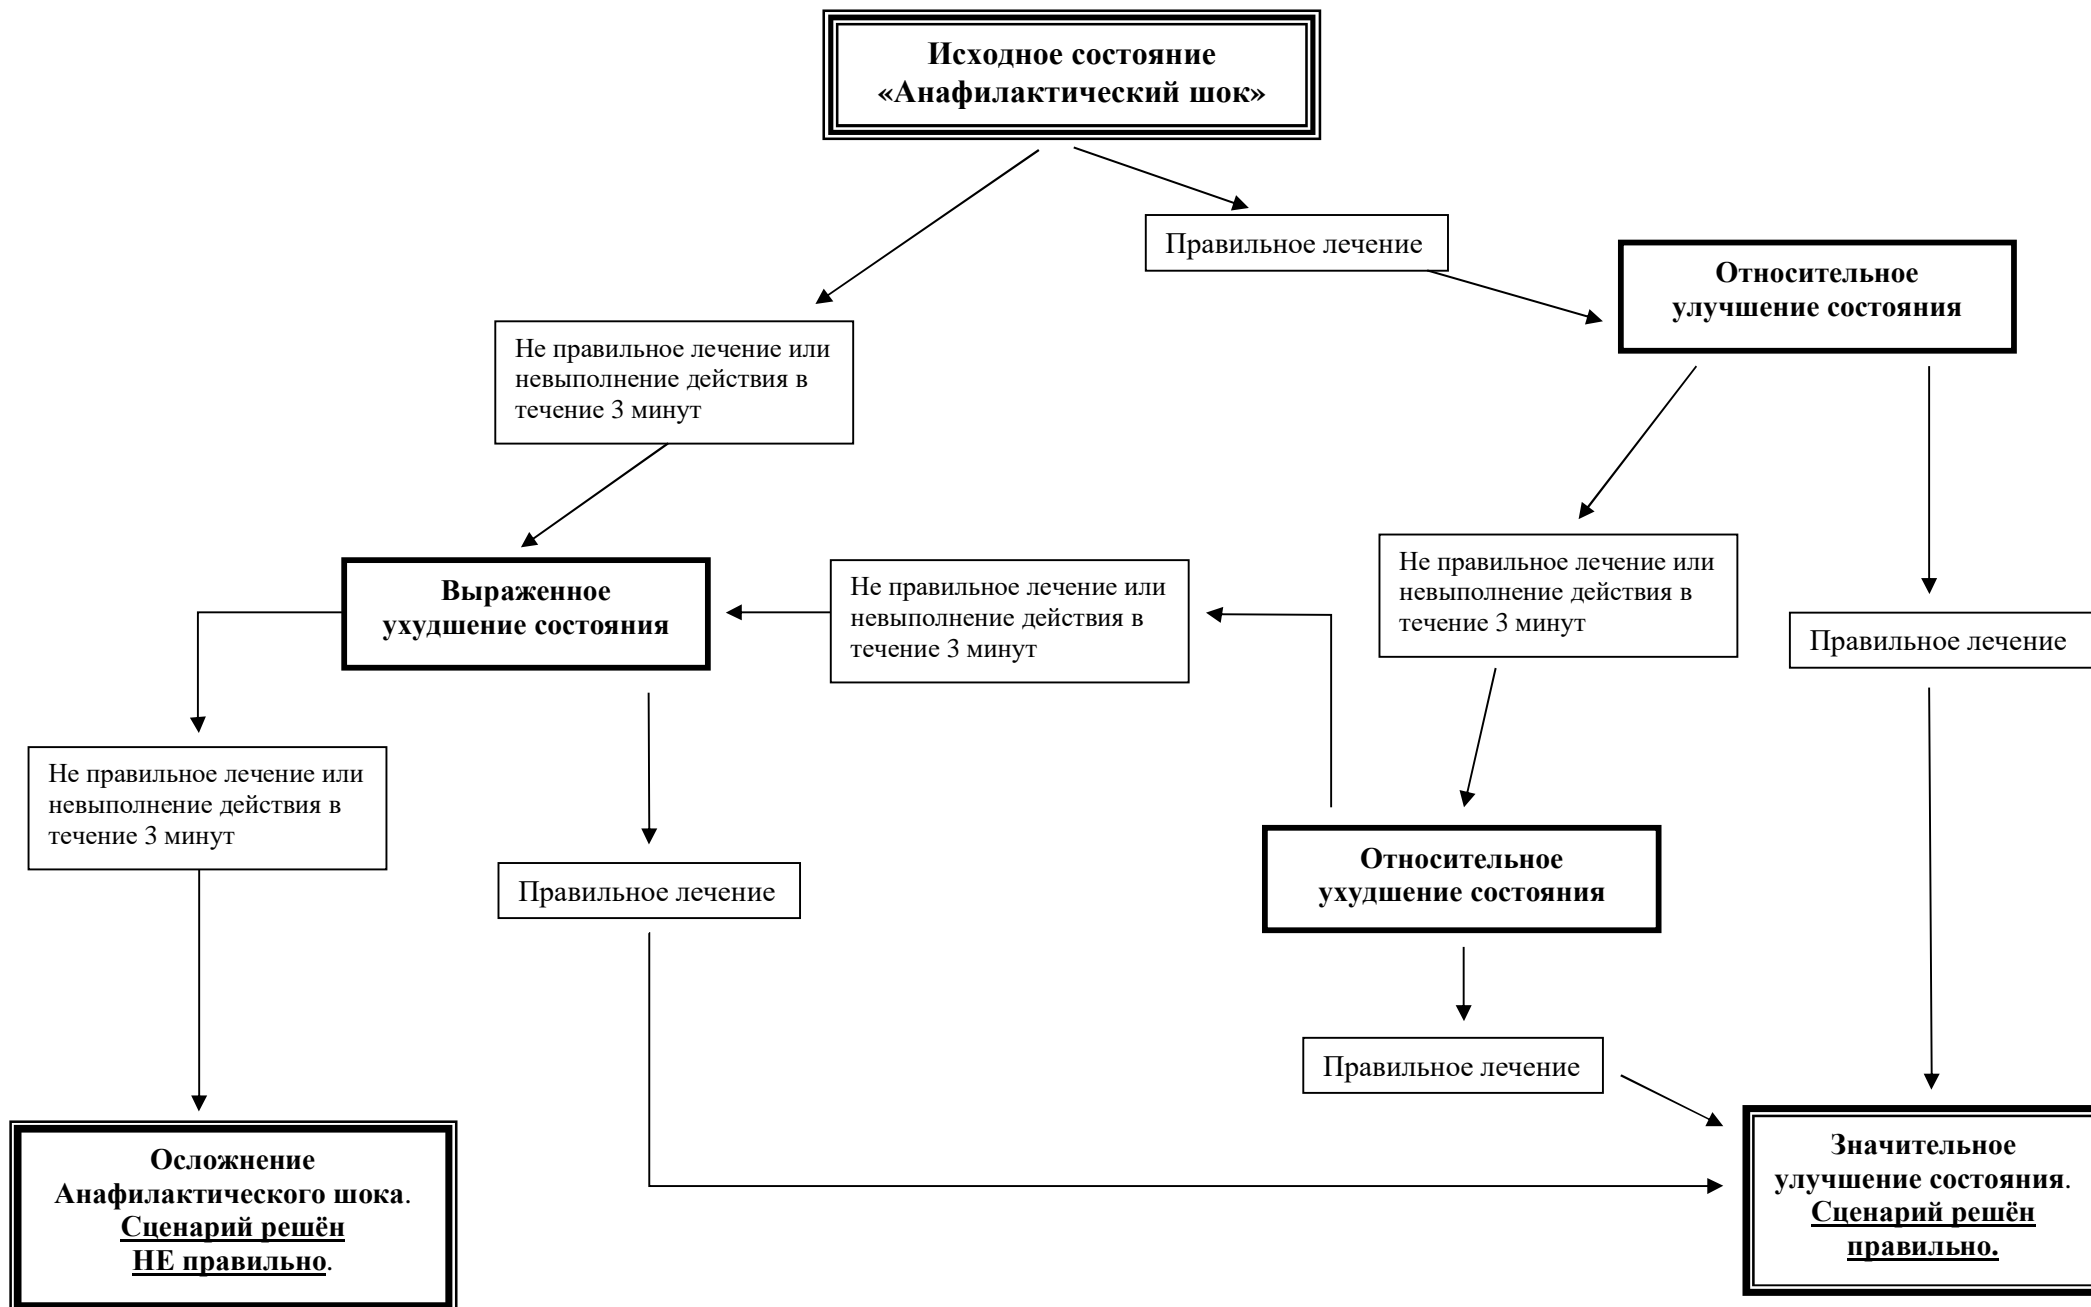 Исходное состояние
«Анафилактический шок»
Правильное лечение
Относительное
улучшение состояния
Не правильное лечение или
невыполнение действия в
течение 3 минут
Выраженное
ухудшение состояния
Не правильное лечение или
невыполнение действия в
течение 3 минут
Не правильное лечение или
невыполнение действия в
течение 3 минут
Правильное лечение
Не правильное лечение или
невыполнение действия в
течение 3 минут
Правильное лечение
Относительное
ухудшение состояния
Правильное лечение
Осложнение
Анафилактического шока.
Сценарий решён
НЕ правильно.
Значительное
улучшение состояния.
Сценарий решён
правильно.